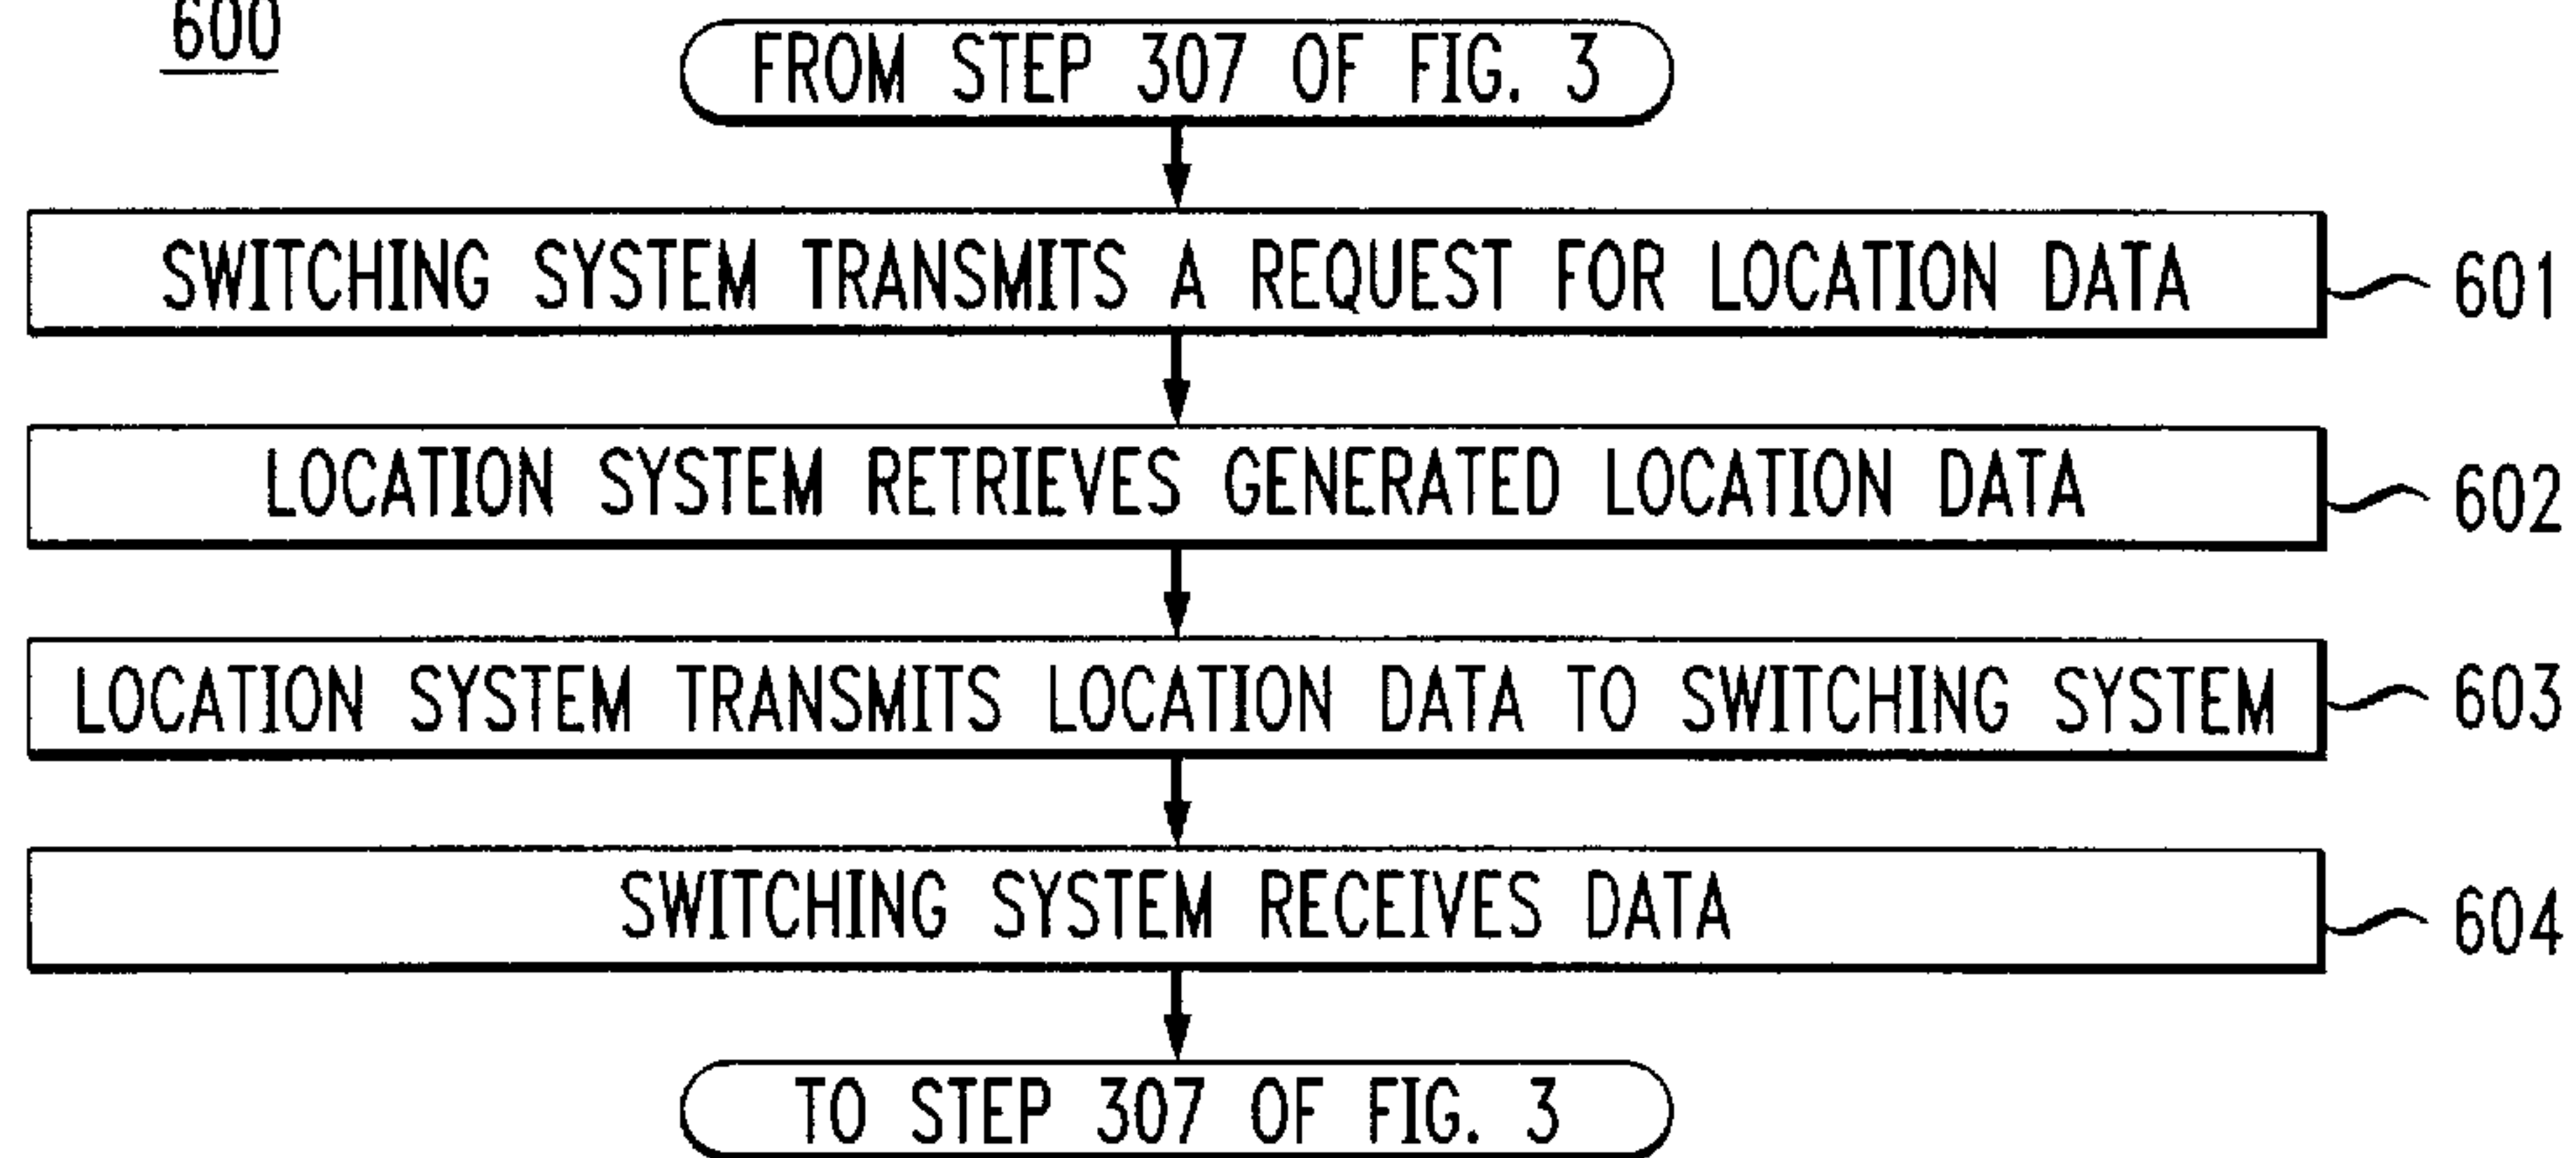 600
FROM STEP 307 OF FIG. 3
SWITCHING SYSTEM TRANSMITS A REQUEST FOR LOCATION DATA 601
LOCATION SYSTEM RETRIEVES GENERATED LOCATION DATA 602
LOCATION SYSTEM TRANSMITS LOCATION DATA TO SWITCHING SYSTEM 603
SWITCHING SYSTEM RECEIVES DATA 604
TO STEP 307 OF FIG. 3